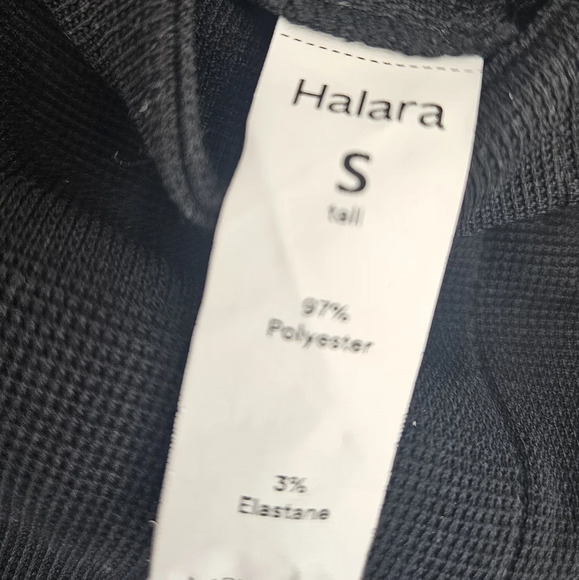 Halara
S
tall
97%
Polyester
3%
Elastane